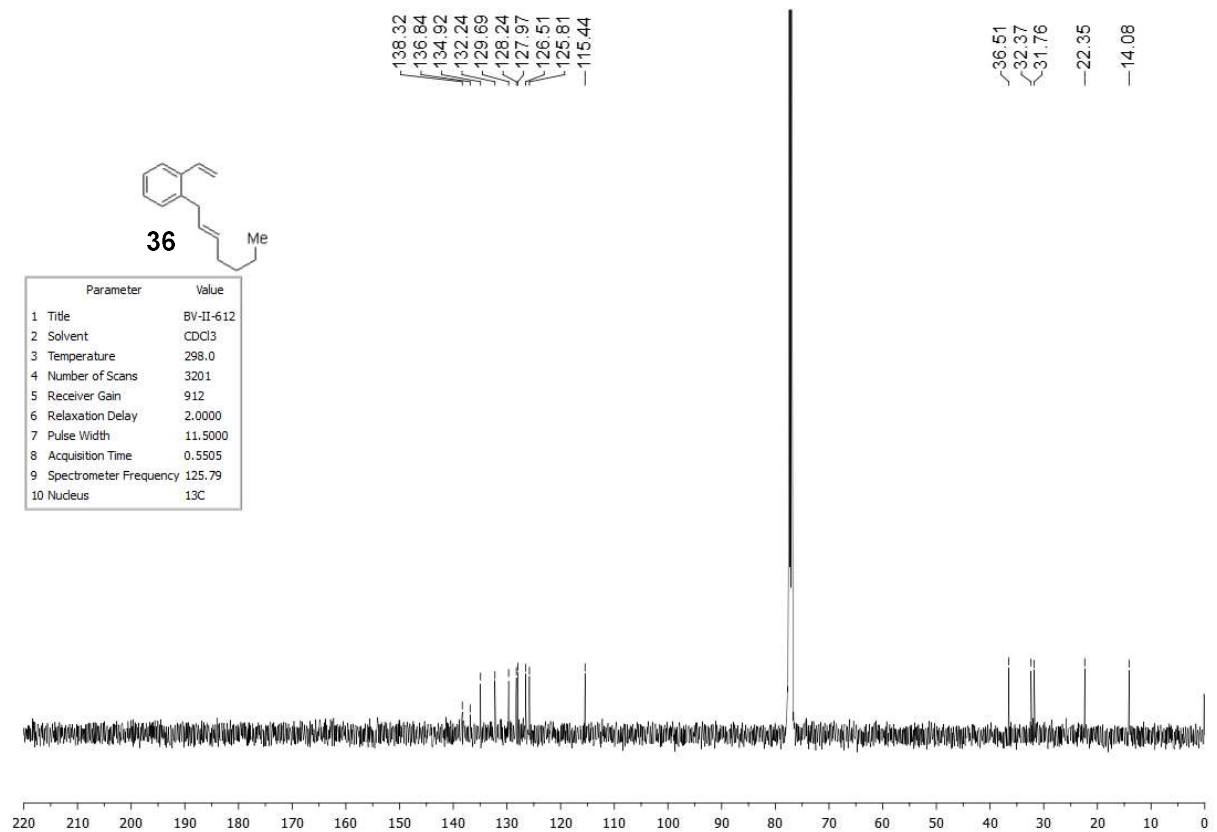 138.32
136.84
134.92
132.24
129.69
128.24
127.97
126.51
125.81
115.44
36.51
32.37
31.76
22.35
14.08
Me
36
Parameter Value
1 Title BV-II-612
2 Solvent CDCl3
3 Temperature 298.0
4 Number of Scans 3201
5 Receiver Gain 912
6 Relaxation Delay 2.0000
7 Pulse Width 11.5000
8 Acquisition Time 0.5505
9 Spectrometer Frequency 125.79
10 Nucleus 13C
220 210 200 190 180 170 160 150 140 130 120 110 100 90 80 70 60 50 40 30 20 10 0